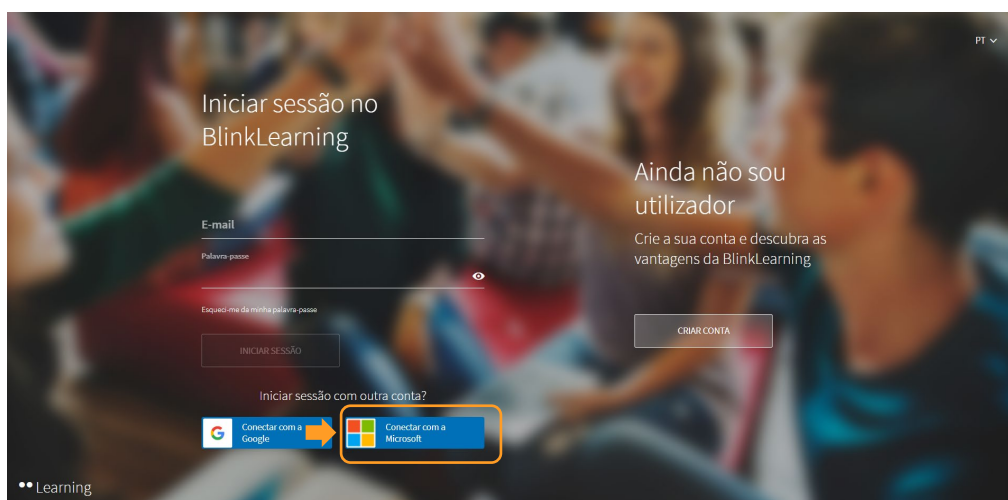 PT
Iniciar sessão no
BlinkLearning
E-mail
Palavra-passe
Esqueci-me da minha palavra-passe
INICIAR SESSÃO
Iniciar sessão com outra conta?
Conectar com a
Google
Conectar com a
Microsoft
Ainda não sou
utilizador
Crie a sua conta e descubra as
vantagens da BlinkLearning
CRIAR CONTA
Learning